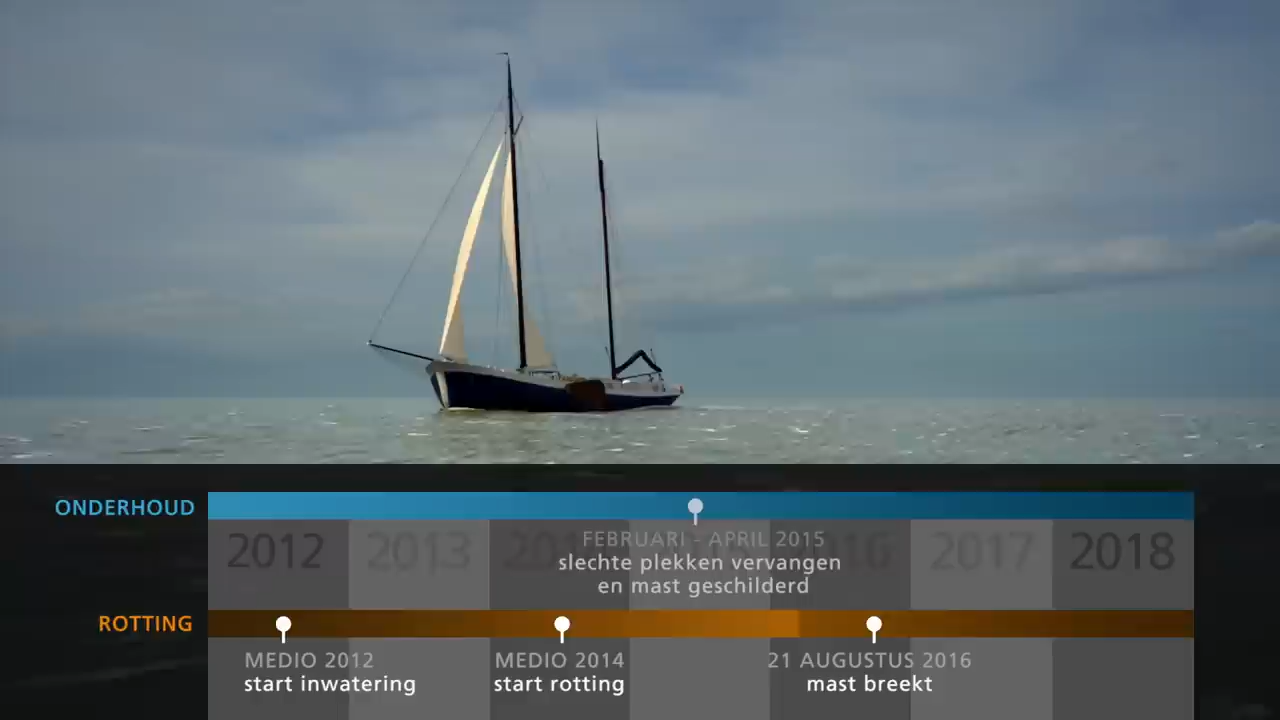 ONDERHOUD
FEBRUARI - APRIL 2015
2012 2013 2017 2018
slechte plekken vervangen
en mast geschilderd
ROTTING
MEDIO 2012 MEDIO 2014 21 AUGUSTUS 2016
start inwatering start rotting mast breekt